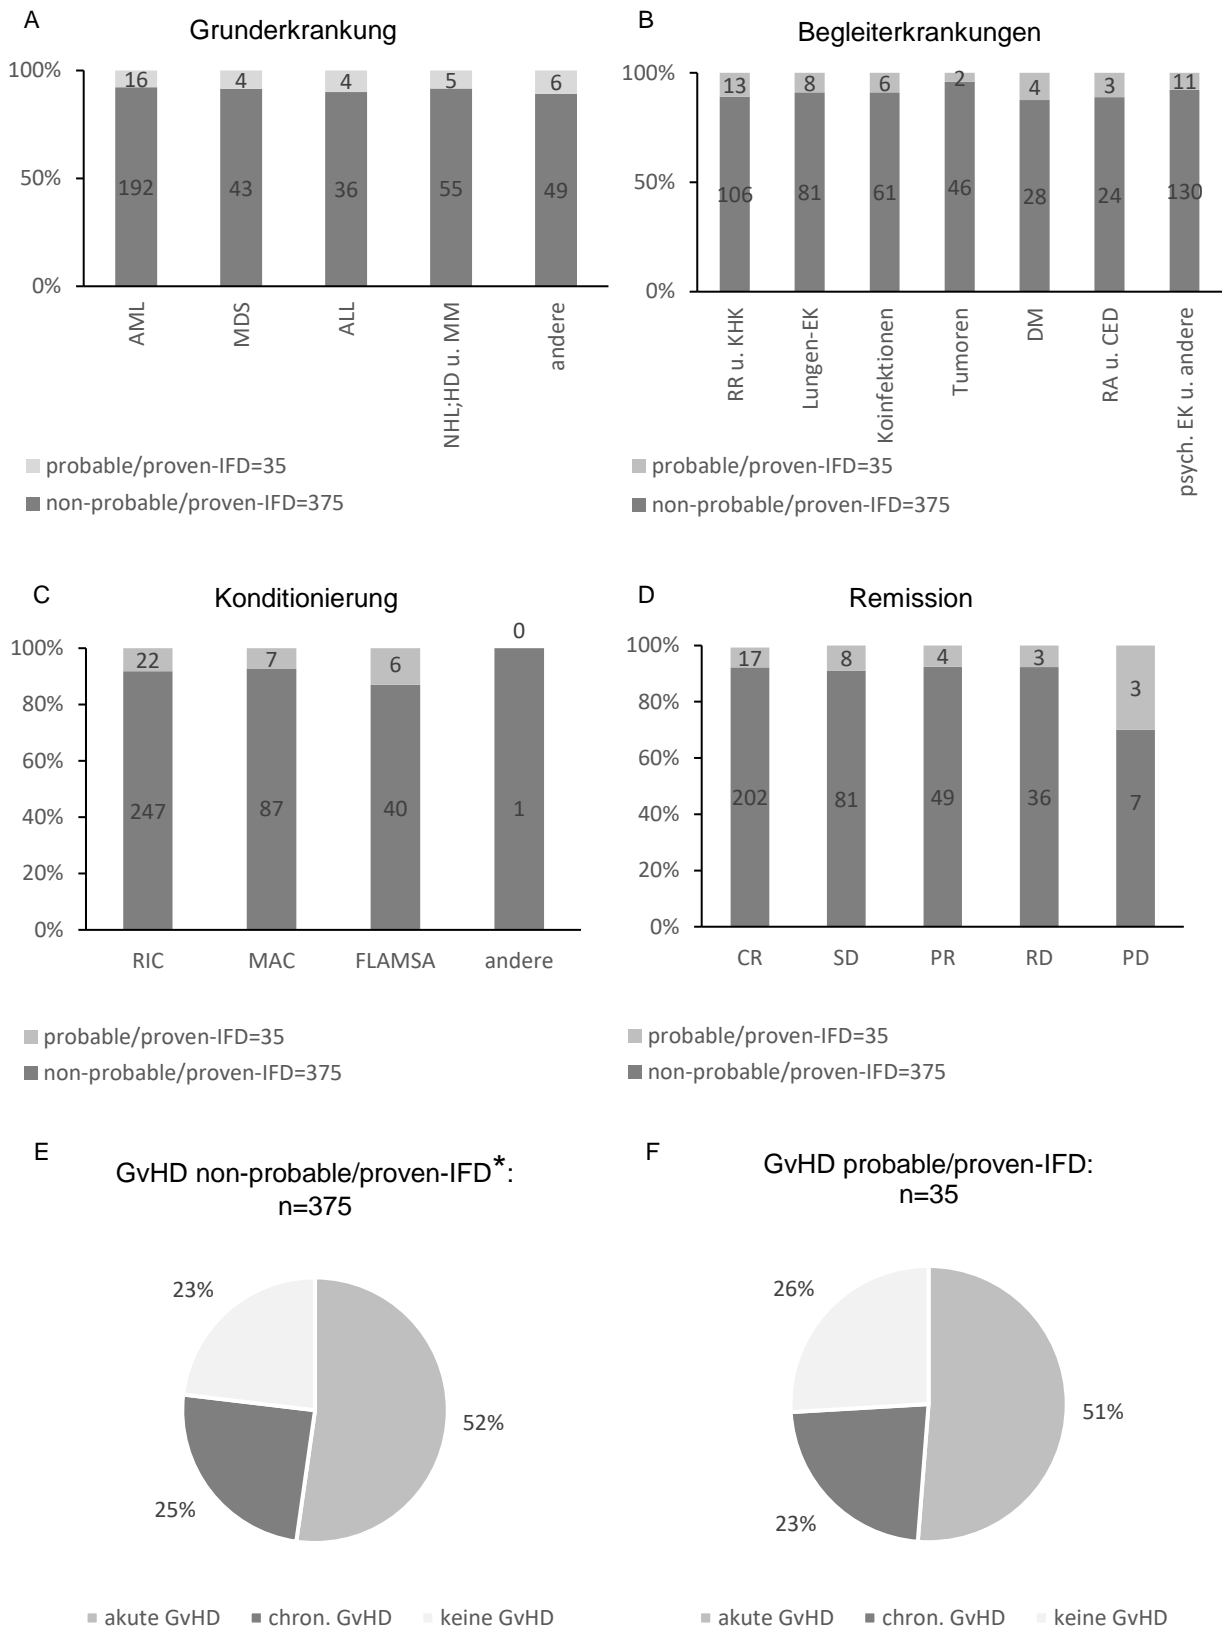 A
Grunderkrankung
100%
50%
0%
16
4
4
5
6
192
43
36
55
49
AML
MDS
ALL
NHL;HD u. MM
andere
probable/proven-IFD=35
non-probable/proven-IFD=375
B
Begleiterkrankungen
100%
50%
0%
13
8
6
2
4
3
11
106
81
61
46
28
24
130
RR u. KHK
Lungen-EK
Koinfektionen
Tumoren
DM
RA u. CED
psych. EK u. andere
probable/proven-IFD=35
non-probable/proven-IFD=375
C
Konditionierung
100%
80%
60%
40%
20%
0%
22
7
6
0
247
87
40
1
RIC
MAC
FLAMSA
andere
probable/proven-IFD=35
non-probable/proven-IFD=375
D
Remission
100%
80%
60%
40%
20%
0%
17
8
4
3
3
202
81
49
36
7
CR
SD
PR
RD
PD
probable/proven-IFD=35
non-probable/proven-IFD=375
E
GvHD non-probable/proven-IFD*:
n=375
23%
52%
25%
akute GvHD
chron. GvHD
keine GvHD
F
GvHD probable/proven-IFD:
n=35
26%
51%
23%
akute GvHD
chron. GvHD
keine GvHD